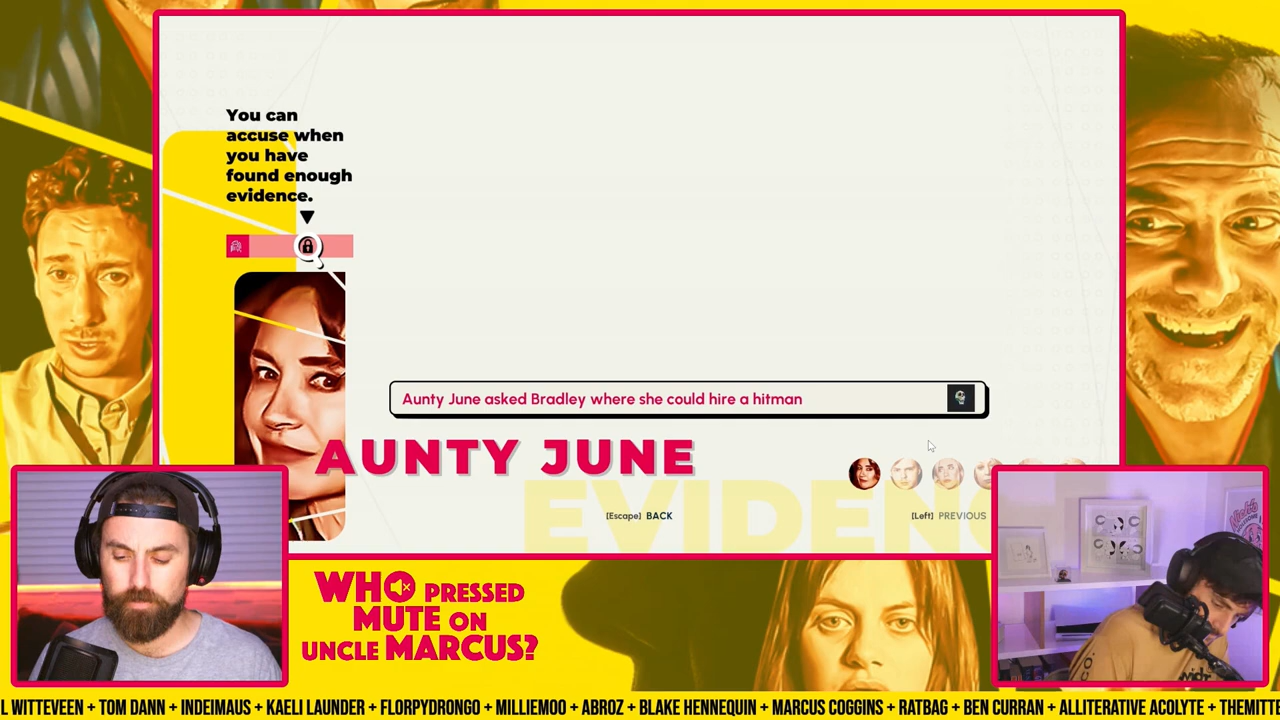 You can
accuse when
you have
found enough
evidence.
Aunty June asked Bradley where she could hire a hitman
AUNTY JUNE
[Escape] BACK
[Left] PREVIOUS
WHO PRESSED
MUTE ON
UNCLE MARCUS?
L WITTEVEEN + TOM DANN + INDEIMAUS + KAELI LAUNDER + FLORPYDRONGO + MILLIEMOO + ABROZ + BLAKE HENNEQUIN + MARCUS COGGINS + RATBAG + BEN CURRAN + ALLITERATIVE ACOLYTE + THEMITTE